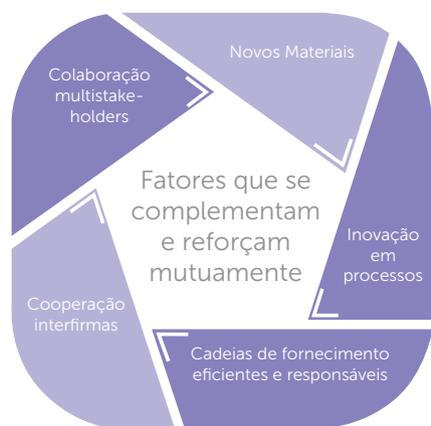 Novos Materiais
Colaboração
multistake-
holders
Fatores que se
complementam
e reforçam
mutuamente
Inovação
em
processos
Cooperação
interfirmas
Cadeias de fornecimento
eficientes e responsáveis